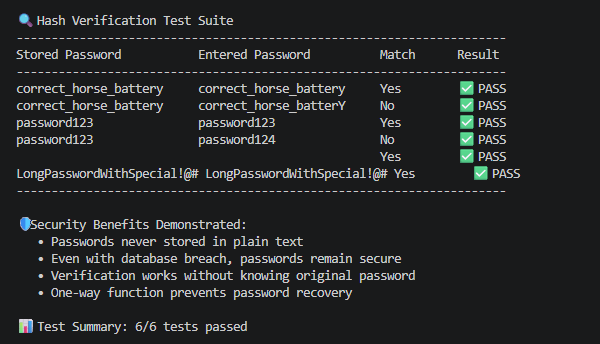 🔍 Hash Verification Test Suite
----------------------------------------------------------------------
Stored Password Entered Password Match Result
----------------------------------------------------------------------
correct_horse_battery correct_horse_battery Yes ✅ PASS
correct_horse_battery correct_horse_batterY No ✅ PASS
password123 password123 Yes ✅ PASS
password123 password124 No ✅ PASS
Yes ✅ PASS
LongPasswordWithSpecial!@# LongPasswordWithSpecial!@# Yes ✅ PASS
----------------------------------------------------------------------
🛡️Security Benefits Demonstrated:
• Passwords never stored in plain text
• Even with database breach, passwords remain secure
• Verification works without knowing original password
• One-way function prevents password recovery
📊 Test Summary: 6/6 tests passed